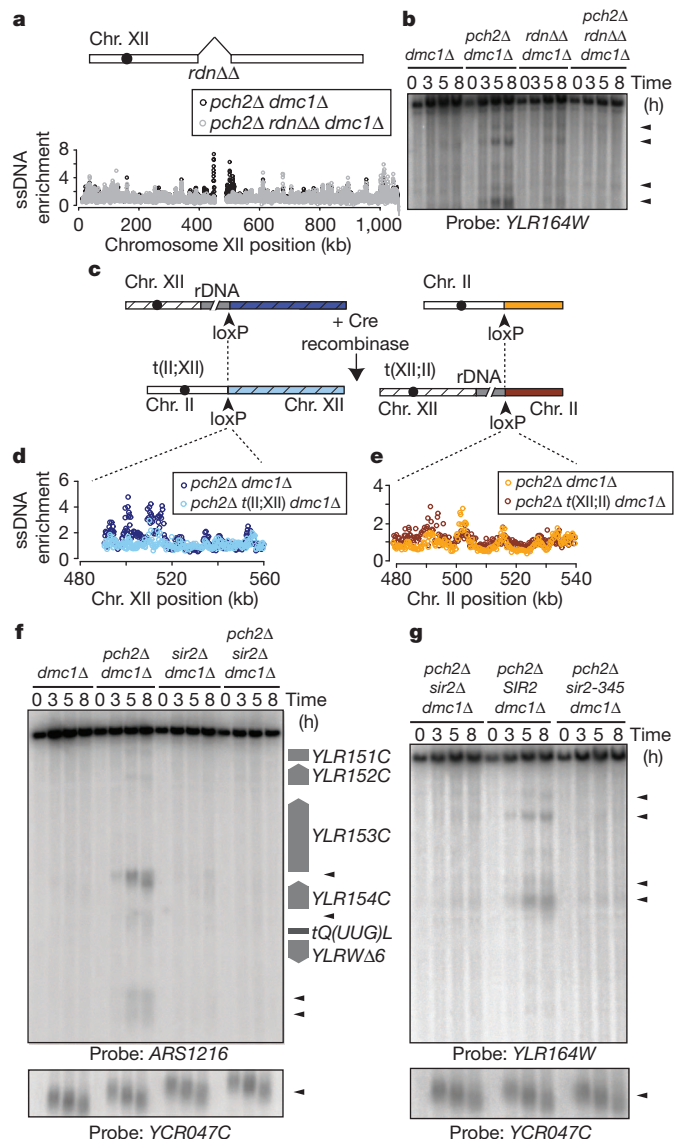 a
Chr. XII
rdnΔΔ
pch2Δ dmc1Δ
pch2Δ rdnΔΔ dmc1Δ
ssDNA
enrichment
8
4
0
0 200 400 600 800 1,000
Chromosome XII position (kb)
b
dmc1Δ
pch2Δ
dmc1Δ
rdnΔΔ
dmc1Δ
pch2Δ
rdnΔΔ
dmc1Δ
0 3 5 8 0 3 5 8 0 3 5 8 0 3 5 8 Time
(h)
Probe: YLR164W
c
Chr. XII
rDNA
loxP
+ Cre
recombinase
Chr. II
loxP
t(II;XII)
Chr. II
Chr. XII
loxP
t(XII;II)
rDNA
Chr. XII
Chr. II
loxP
d
pch2Δ dmc1Δ
pch2Δ t(II;XII) dmc1Δ
ssDNA
enrichment
6
4
2
0
480 520 560
Chr. XII position (kb)
e
pch2Δ dmc1Δ
pch2Δ t(XII;II) dmc1Δ
4
2
0
480 500 520 540
Chr. II position (kb)
f
dmc1Δ
pch2Δ
dmc1Δ
sir2Δ
dmc1Δ
pch2Δ
sir2Δ
dmc1Δ
0 3 5 8 0 3 5 8 0 3 5 8 0 3 5 8 Time
(h)
YLR151C
YLR152C
YLR153C
YLR154C
tQ(UUG)L
YLRWΔ6
Probe: ARS1216
Probe: YCR047C
g
pch2Δ
sir2Δ
dmc1Δ
pch2Δ
SIR2
dmc1Δ
pch2Δ
sir2-345
dmc1Δ
0 3 5 8 0 3 5 8 0 3 5 8 Time
(h)
Probe: YLR164W
Probe: YCR047C